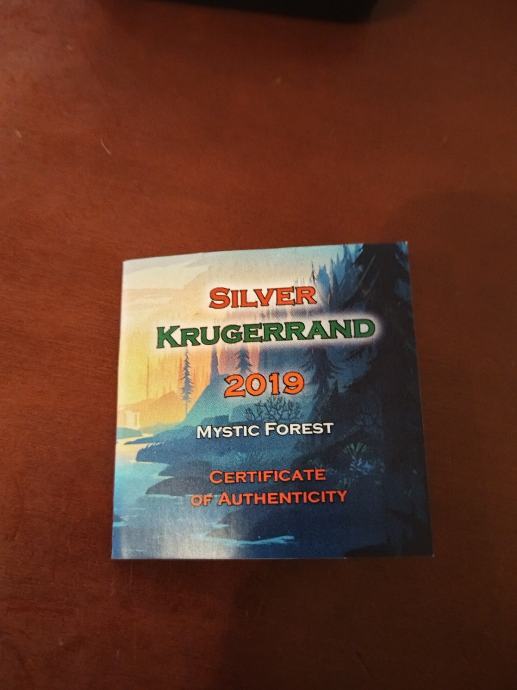 Silver
Krugerrand
2019
Mystic Forest
Certificate
of Authenticity